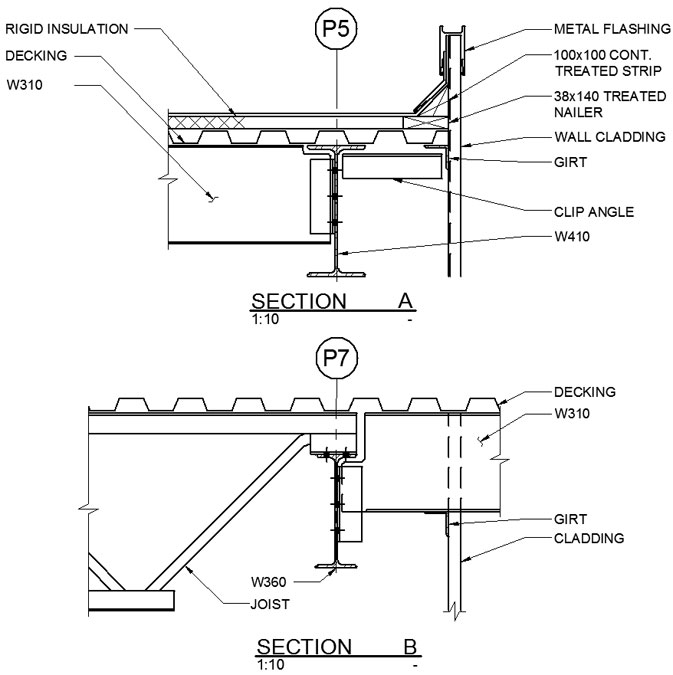 P5
RIGID INSULATION
DECKING
W310
METAL FLASHING
100x100 CONT.
TREATED STRIP
38x140 TREATED
NAILER
WALL CLADDING
GIRT
CLIP ANGLE
W410
SECTION A
1:10 -
P7
DECKING
W310
GIRT
CLADDING
W360
JOIST
SECTION B
1:10 -